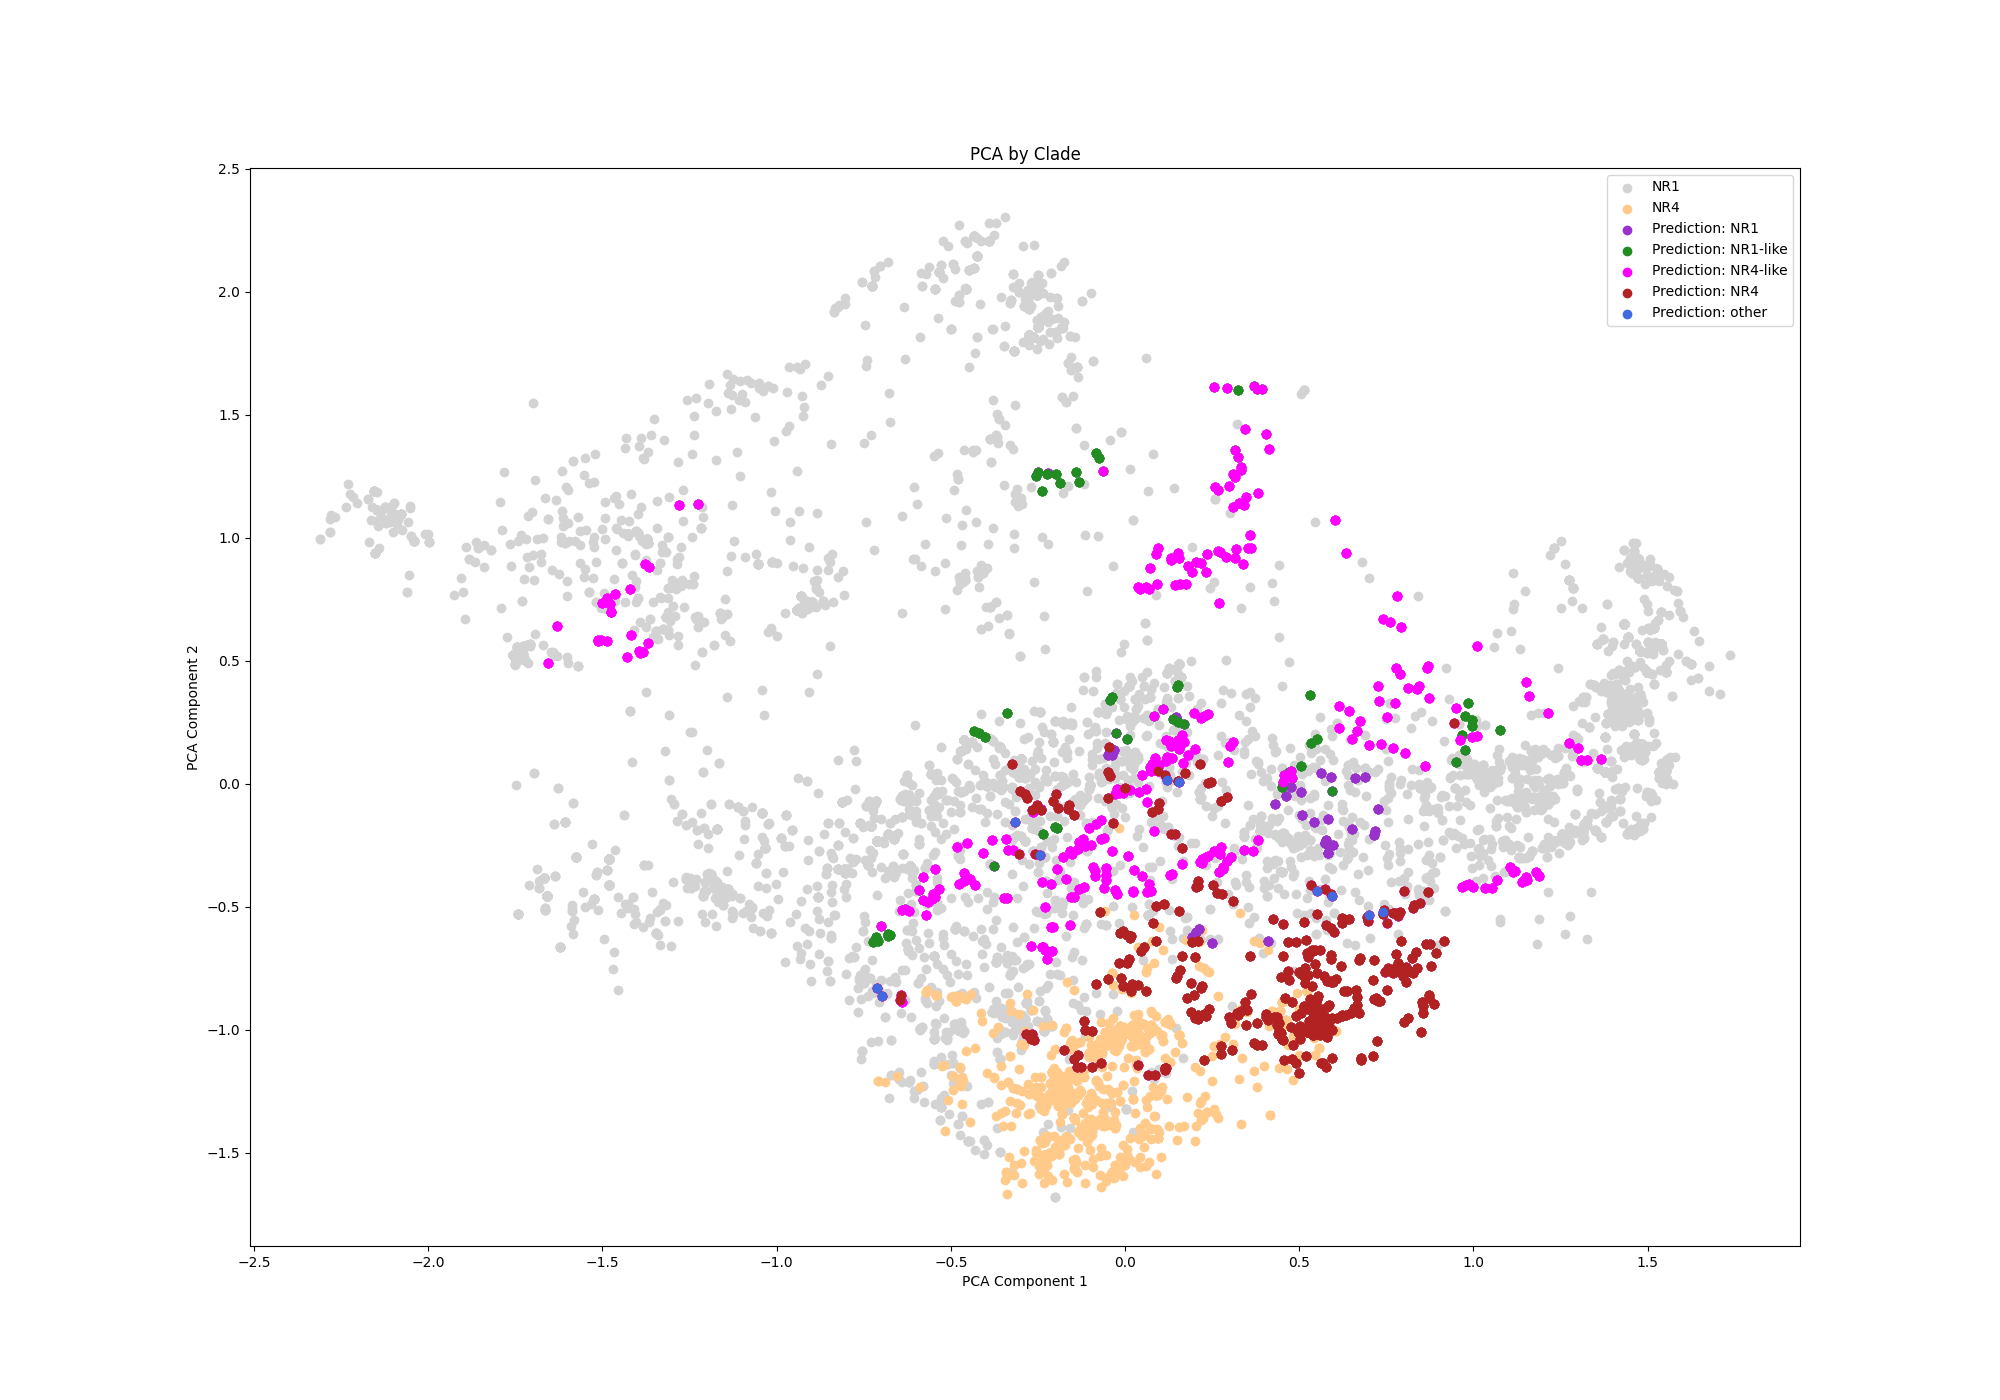 PCA by Clade
2.5
2.0
1.5
1.0
0.5
0.0
−0.5
−1.0
−1.5
PCA Component 2
NR1
NR4
Prediction: NR1
Prediction: NR1-like
Prediction: NR4-like
Prediction: NR4
Prediction: other
−2.5 −2.0 −1.5 −1.0 −0.5 0.0 0.5 1.0 1.5
PCA Component 1